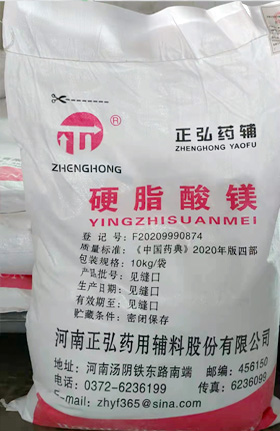 ®
正弘药辅
ZHENGHONG
ZHENGHONG YAOFU
硬脂酸镁
YINGZHISUANMEI
登记号：F20209990874
质量标准：《中国药典》2020年版四部
包装规格：10kg/袋
产品批号：见缝口
生产日期：见缝口
有效期至：见缝口
贮藏条件：密闭保存
河南正弘药用辅料股份有限公司
地址：河南汤阴铁东路南端 邮编：456150
电话：0372-6236199 传真：6236099
E-mail：zhyf365@sina.com